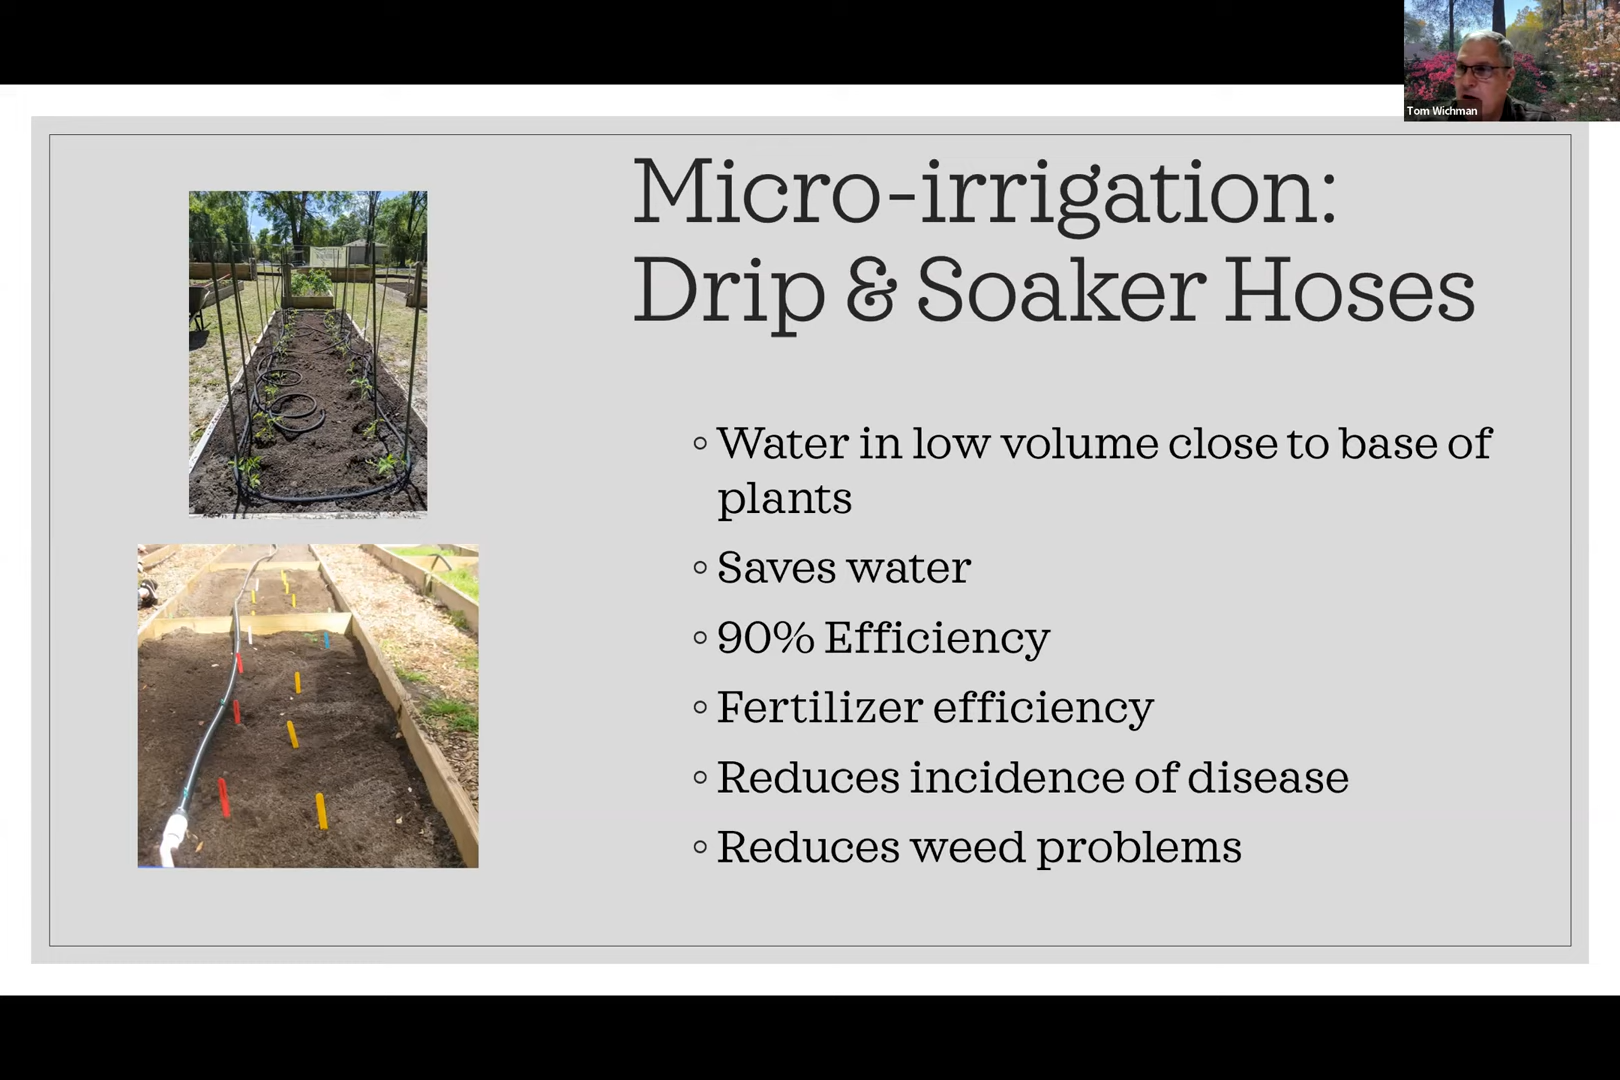 Tom Wichman
Micro-irrigation:
Drip & Soaker Hoses
◦ Water in low volume close to base of
plants
◦ Saves water
◦ 90% Efficiency
◦ Fertilizer efficiency
◦ Reduces incidence of disease
◦ Reduces weed problems